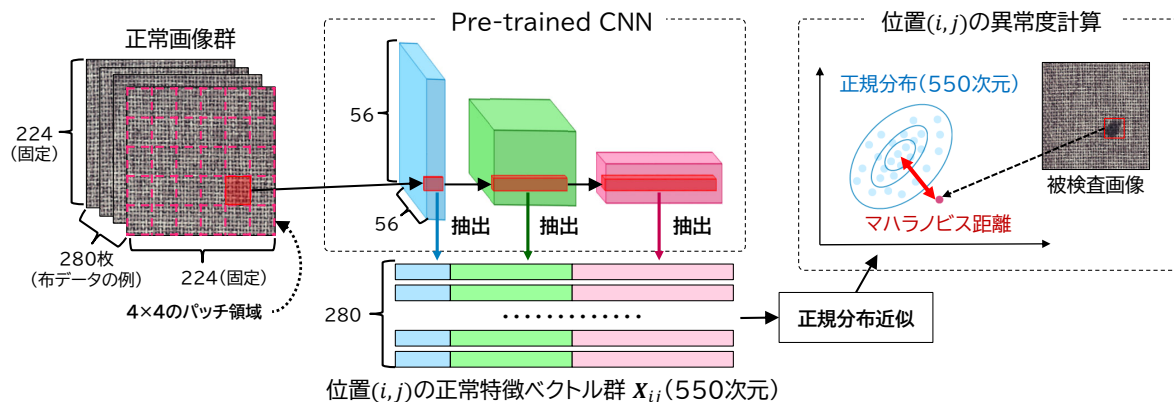 正常画像群
224
(固定)
280枚
(布データの例)
224(固定)
4×4のパッチ領域
Pre-trained CNN
56
56
抽出
抽出
抽出
280
‥‥‥‥‥‥
位置(i,j)の正常特徴ベクトル群 X_{ij}(550次元)
正規分布近似
位置(i,j)の異常度計算
正規分布(550次元)
マハラノビス距離
被検査画像